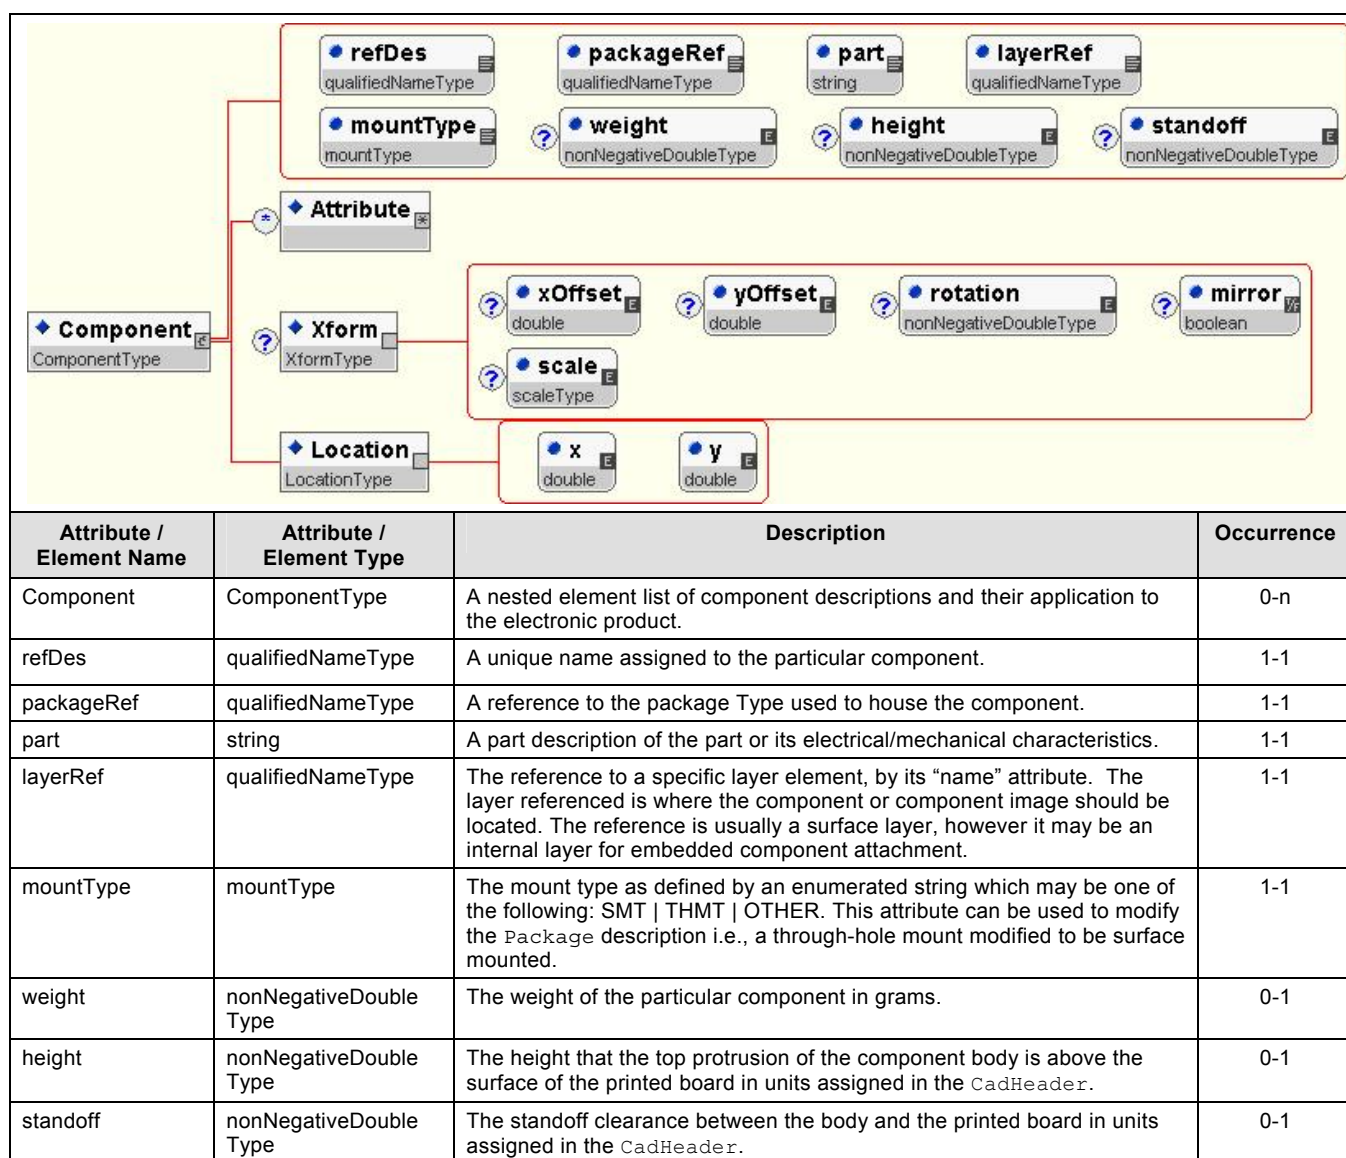 refDes packageRef part layerRef
qualifiedNameType qualifiedNameType string qualifiedNameType
mountType ? weight ? height ? standoff
mountType nonNegativeDoubleType nonNegativeDoubleType nonNegativeDoubleType
* Attribute
? xOffset ? yOffset ? rotation ? mirror
double double nonNegativeDoubleType boolean
Component ? Xform
ComponentType XformType
? scale
scaleType
Location x y
LocationType double double
Attribute / Element Name Attribute / Element Type Description Occurrence
Component ComponentType A nested element list of component descriptions and their application to 0-n
the electronic product.
refDes qualifiedNameType A unique name assigned to the particular component. 1-1
packageRef qualifiedNameType A reference to the package Type used to house the component. 1-1
part string A part description of the part or its electrical/mechanical characteristics. 1-1
layerRef qualifiedNameType The reference to a specific layer element, by its “name” attribute. The 1-1
layer referenced is where the component or component image should be
located. The reference is usually a surface layer, however it may be an
internal layer for embedded component attachment.
mountType mountType The mount type as defined by an enumerated string which may be one of 1-1
the following: SMT | THMT | OTHER. This attribute can be used to modify
the Package description i.e., a through-hole mount modified to be surface
mounted.
weight nonNegativeDouble The weight of the particular component in grams. 0-1
Type
height nonNegativeDouble The height that the top protrusion of the component body is above the 0-1
Type surface of the printed board in units assigned in the CadHeader.
standoff nonNegativeDouble The standoff clearance between the body and the printed board in units 0-1
Type assigned in the CadHeader.